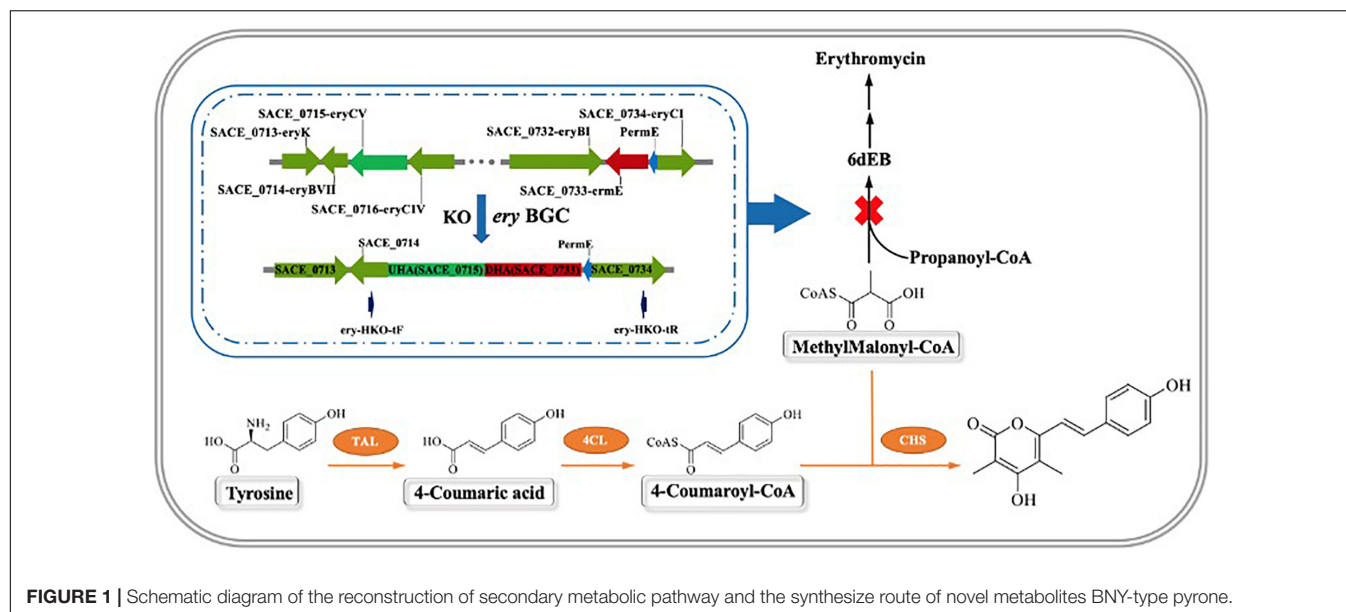 Erythromycin
SACE_0715-eryCV
SACE_0734-eryCI
SACE_0713-eryK
SACE_0732-eryBI
PermE
6dEB
SACE_0714-eryBVII
SACE_0733-ermE
SACE_0716-eryCIV
KO
ery BGC
SACE_0714
PermE
SACE_0713
UHA(SACE_0715)
DHA(SACE_0733)
SACE_0734
Propanoyl-CoA
ery-HKO-tF
ery-HKO-tR
CoAS
OH
O
O
MethylMalonyl-CoA
NH2
OH
HO
O
TAL
OH
HO
O
4CL
OH
CoAS
O
CHS
OH
O
O
OH
Tyrosine
4-Coumaric acid
4-Coumaroyl-CoA
FIGURE 1 | Schematic diagram of the reconstruction of secondary metabolic pathway and the synthesize route of novel metabolites BNY-type pyrone.